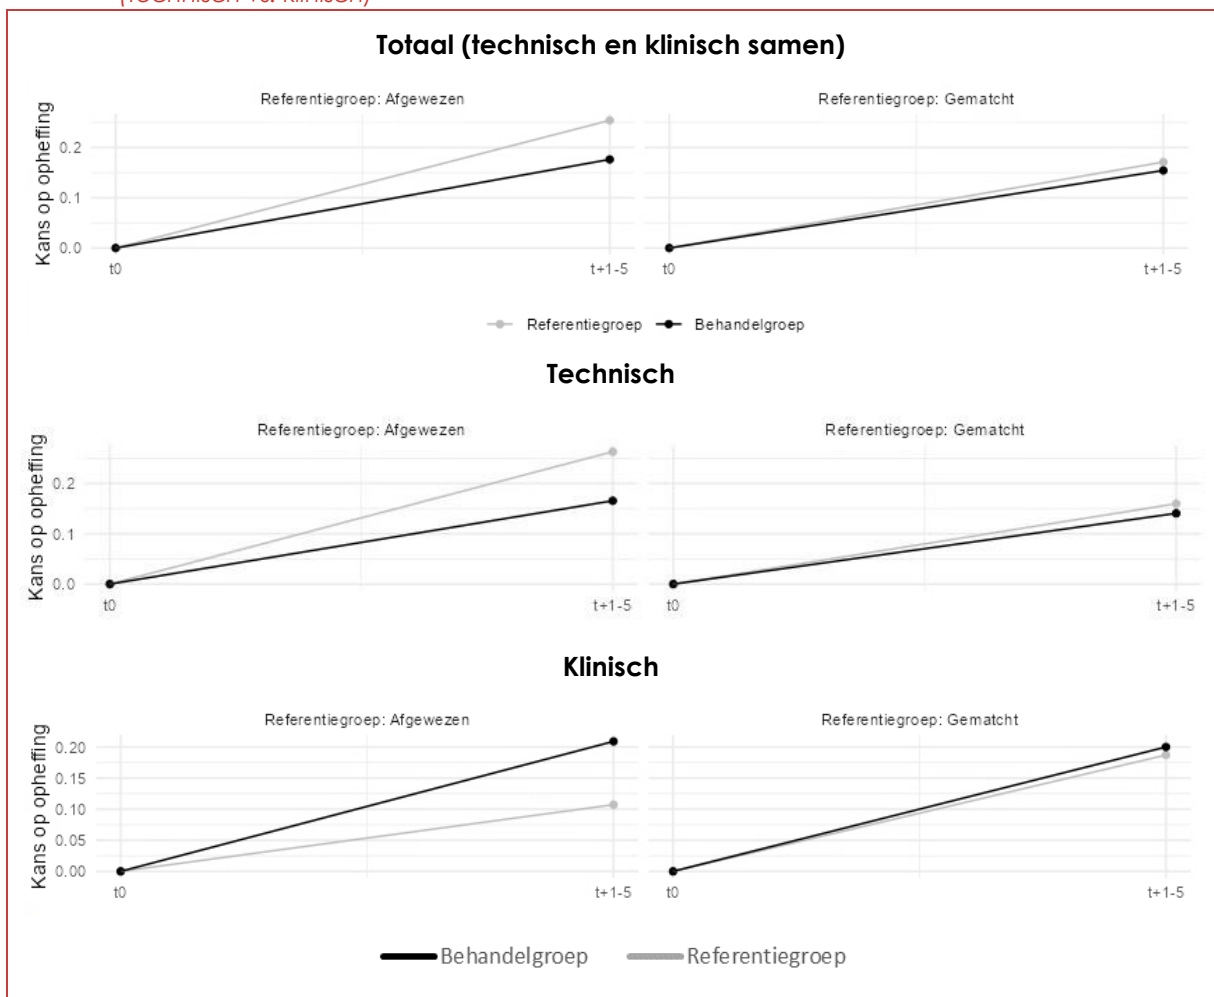 (Technisch vs. Klinisch)
Totaal (technisch en klinisch samen)
Referentiegroep: Afgewezen
Referentiegroep: Gematcht
Kans op opheffing
0.2
0.1
0.0
t0
t+1-5
t0
t+1-5
Referentiegroep
Behandelgroep
Technisch
Referentiegroep: Afgewezen
Referentiegroep: Gematcht
Kans op opheffing
0.2
0.1
0.0
t0
t+1-5
t0
t+1-5
Klinisch
Referentiegroep: Afgewezen
Referentiegroep: Gematcht
Kans op opheffing
0.20
0.15
0.10
0.05
0.00
t0
t+1-5
t0
t+1-5
Behandelgroep
Referentiegroep